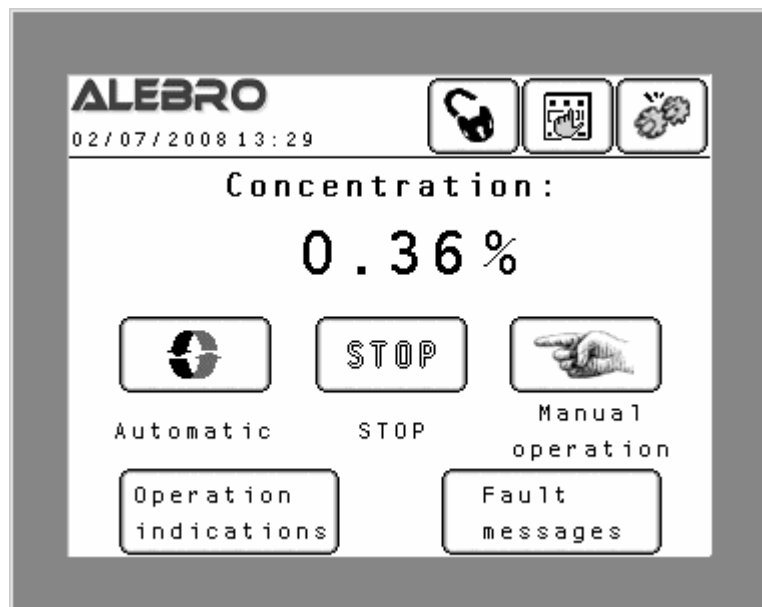 ALEBRO
02/07/2008 13:29
Concentration:
0.36%
STOP
Automatic
STOP
Manual
operation
Operation
indications
Fault
messages